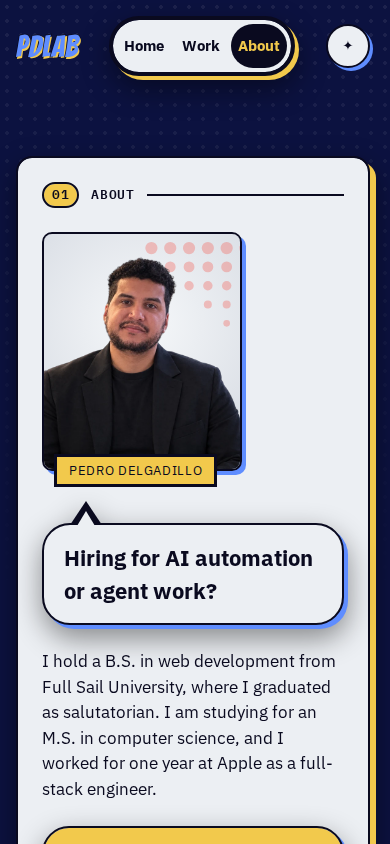 PDLAB
Home Work About
01 ABOUT
PEDRO DELGADILLO
Hiring for AI automation
or agent work?
I hold a B.S. in web development from
Full Sail University, where I graduated
as salutatorian. I am studying for an
M.S. in computer science, and I
worked for one year at Apple as a full-
stack engineer.